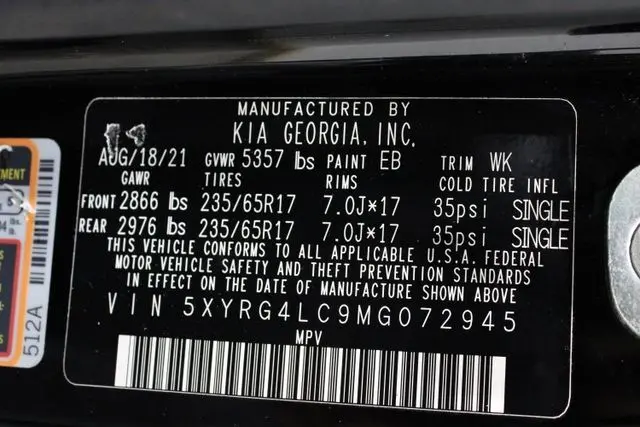 MANUFACTURED BY
KIA GEORGIA, INC.
AUG/18/21 GVWR 5357 lbs PAINT EB TRIM WK
GAWR TIRES RIMS COLD TIRE INFL
FRONT 2866 lbs 235/65R17 7.0J*17 35psi SINGLE
REAR 2976 lbs 235/65R17 7.0J*17 35psi SINGLE
THIS VEHICLE CONFORMS TO ALL APPLICABLE U.S.A. FEDERAL
MOTOR VEHICLE SAFETY AND THEFT PREVENTION STANDARDS
IN EFFECT ON THE DATE OF MANUFACTURE SHOWN ABOVE
VIN 5XYRG4LC9MG072945
MPV
512A